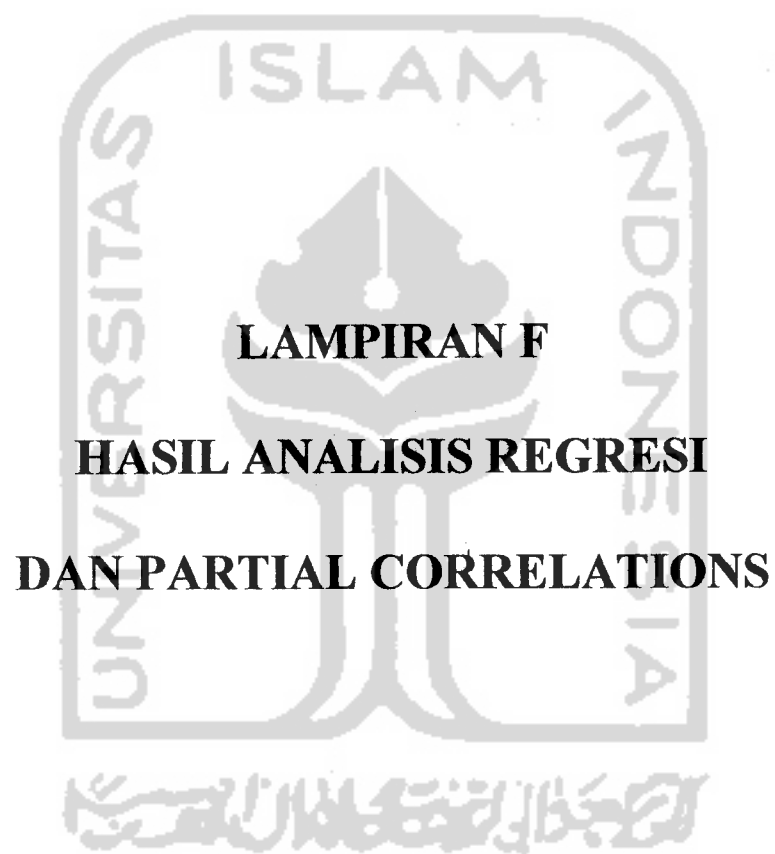 ISLAM
UNIVERSITAS
INDONESIA
LAMPIRAN F
HASIL ANALISIS REGRESI
DAN PARTIAL CORRELATIONS